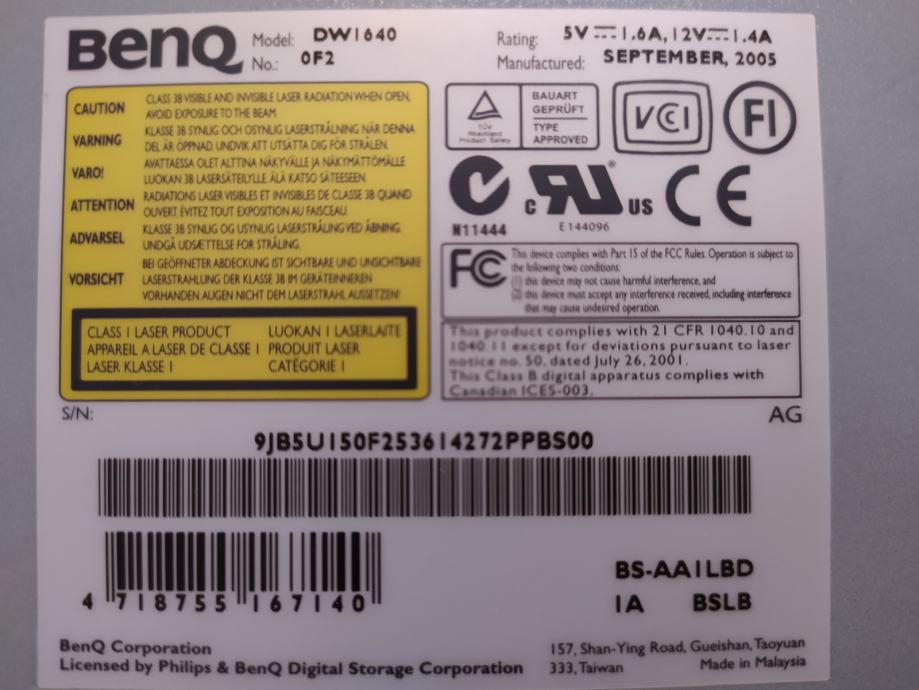 BenQ
Model: DW1640
No.: 0F2
Rating: 5V⎓1.6A, 12V⎓1.4A
Manufactured: SEPTEMBER, 2005
CAUTION CLASS 3B VISIBLE AND INVISIBLE LASER RADIATION WHEN OPEN,
AVOID EXPOSURE TO THE BEAM.
VARNING KLASSE 3B SYNLIG OCH OSYNLIG LASERSTRÅLNING NÄR DENNA
DEL ÄR ÖPPNAD UNDVIK ATT UTSÄTTA DIG FÖR STRÅLEN.
VARO! AVATTAESSA OLET ALTTINA NÄKYVÄLLE JA NÄKYMÄTTÖMÄLLE
LUOKAN 3B LASERSÄTEILYLLE ÄLÄ KATSO SÄTEESEEN.
ATTENTION RADIATIONS LASER VISIBLES ET INVISIBLES DE CLASSE 3B QUAND
OUVERT. ÉVITEZ TOUT EXPOSITION AU FAISCEAU.
ADVARSEL KLASSE 3B SYNLIG OG USYNLIG LASERSTRÅLING VED ÅBNING.
UNDGÅ UDSÆTTELSE FOR STRÅLING.
VORSICHT BEI GEÖFFNETER ABDECKUNG IST SICHTBARE UND UNSICHTBARE
LASERSTRAHLUNG DER KLASSE 3B IM GERÄTEINNEREN
VORHANDEN. AUGEN NICHT DEM LASERSTRAHL AUSSETZEN!
CLASS 1 LASER PRODUCT LUOKAN 1 LASERLAITE
APPAREIL A LASER DE CLASSE 1 PRODUIT LASER
LASER KLASSE 1 CATÉGORIE 1
TÜV
Rheinland
Product Safety
BAUART
GEPRÜFT
TYPE
APPROVED
VCCI
FI
N11444
c RU US
E144096
CE
FCC
This device complies with Part 15 of the FCC Rules. Operation is subject to
the following two conditions:
(1) this device may not cause harmful interference, and
(2) this device must accept any interference received, including interference
that may cause undesired operation.
This product complies with 21 CFR 1040.10 and
1040.11 except for deviations pursuant to laser
notice no. 50, dated July 26, 2001.
This Class B digital apparatus complies with
Canadian ICES-003.
S/N:
AG
9JB5U150F253614272PPBS00
4 718755 167140
BS-AA1LBD
1A BSLB
BenQ Corporation
Licensed by Philips & BenQ Digital Storage Corporation
157, Shan-Ying Road, Gueishan, Taoyuan
333, Taiwan Made in Malaysia